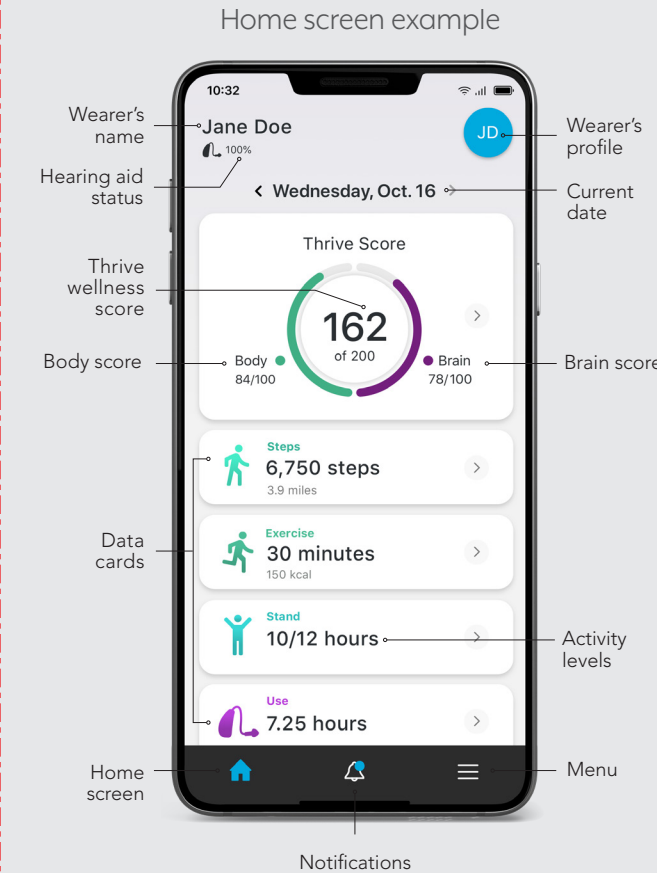 Home screen example
10:32
Wearer's
name
Jane Doe
100%
JD
Wearer's
profile
Hearing aid
status
Wednesday, Oct. 16
Current
date
Thrive Score
Thrive
wellness
score
162
of 200
Body score
Body
84/100
Brain
78/100
Brain score
Steps
6,750 steps
3.9 miles
Data
cards
Exercise
30 minutes
150 kcal
Stand
10/12 hours
Activity
levels
Use
7.25 hours
Home
screen
Menu
Notifications